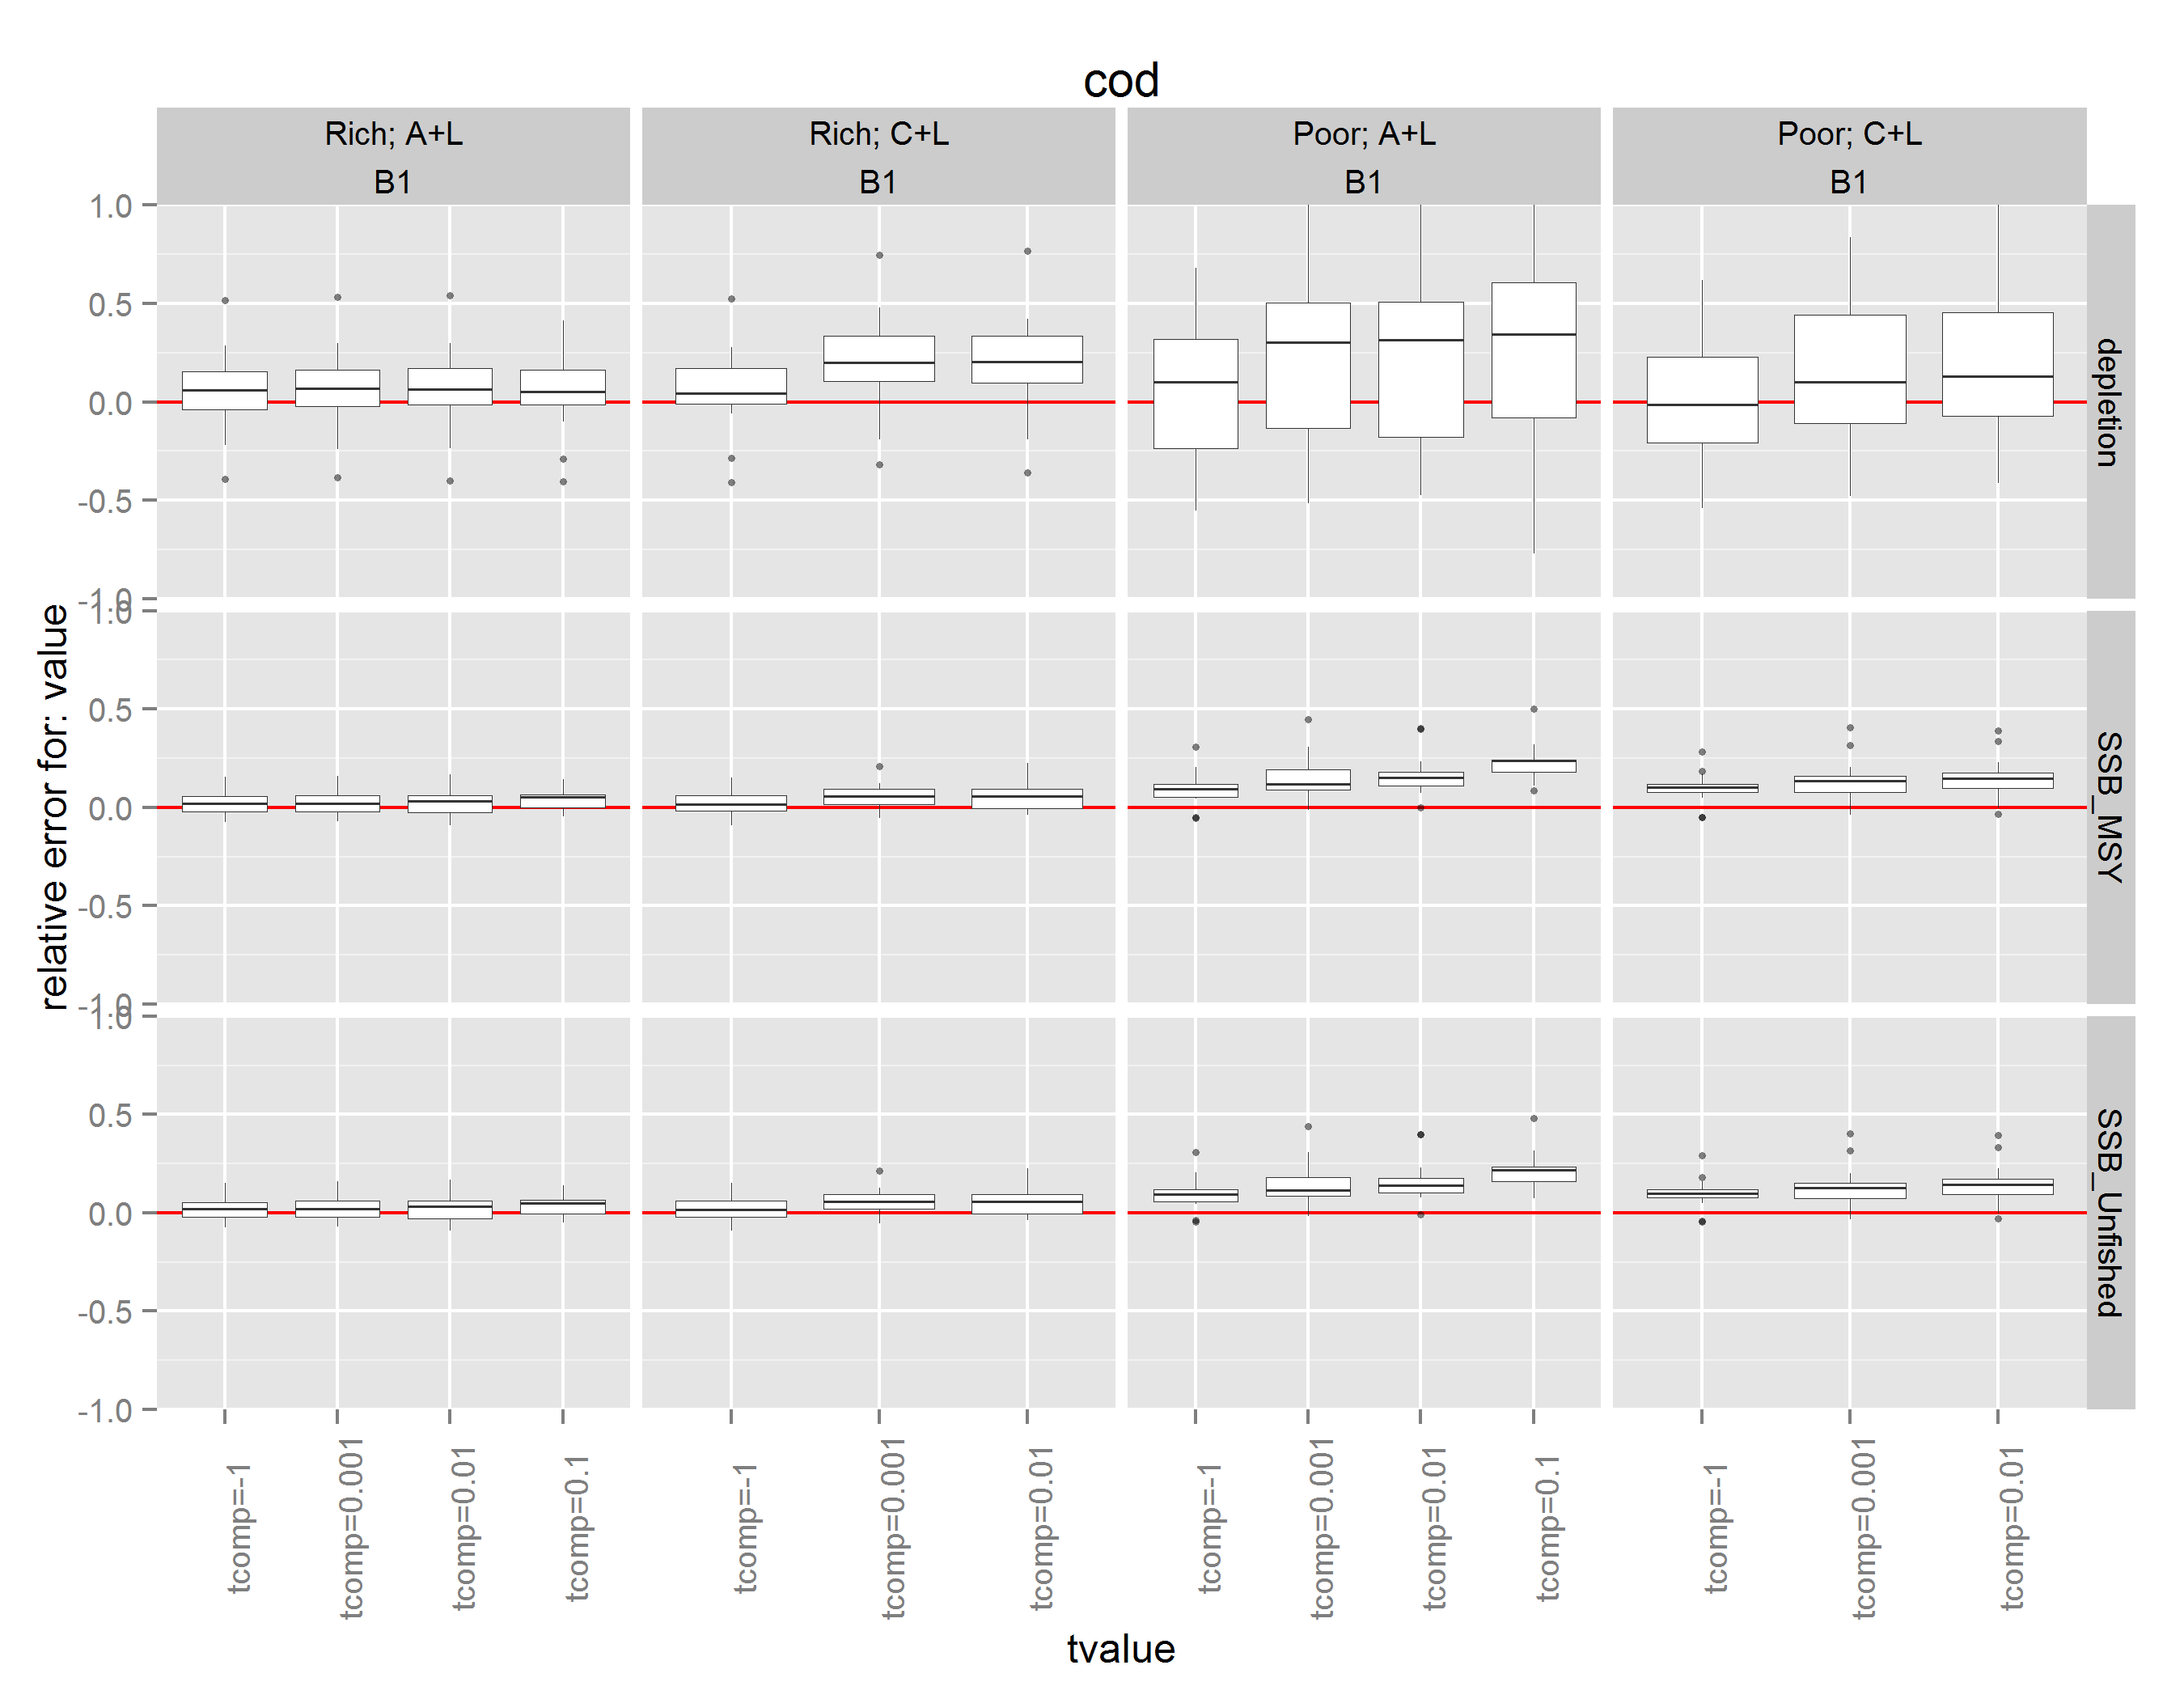 cod
Rich; A+L
Rich; C+L
Poor; A+L
Poor; C+L
B1
B1
B1
B1
1.0
0.5
0.0
-0.5
-1.0
depletion
1.0
0.5
0.0
-0.5
-1.0
SSB_MSY
1.0
0.5
0.0
-0.5
-1.0
SSB_Unfished
relative error for: value
tcomp=-1
tcomp=0.001
tcomp=0.01
tcomp=0.1
tcomp=-1
tcomp=0.001
tcomp=0.01
tcomp=-1
tcomp=0.001
tcomp=0.01
tcomp=0.1
tcomp=-1
tcomp=0.001
tcomp=0.01
tvalue